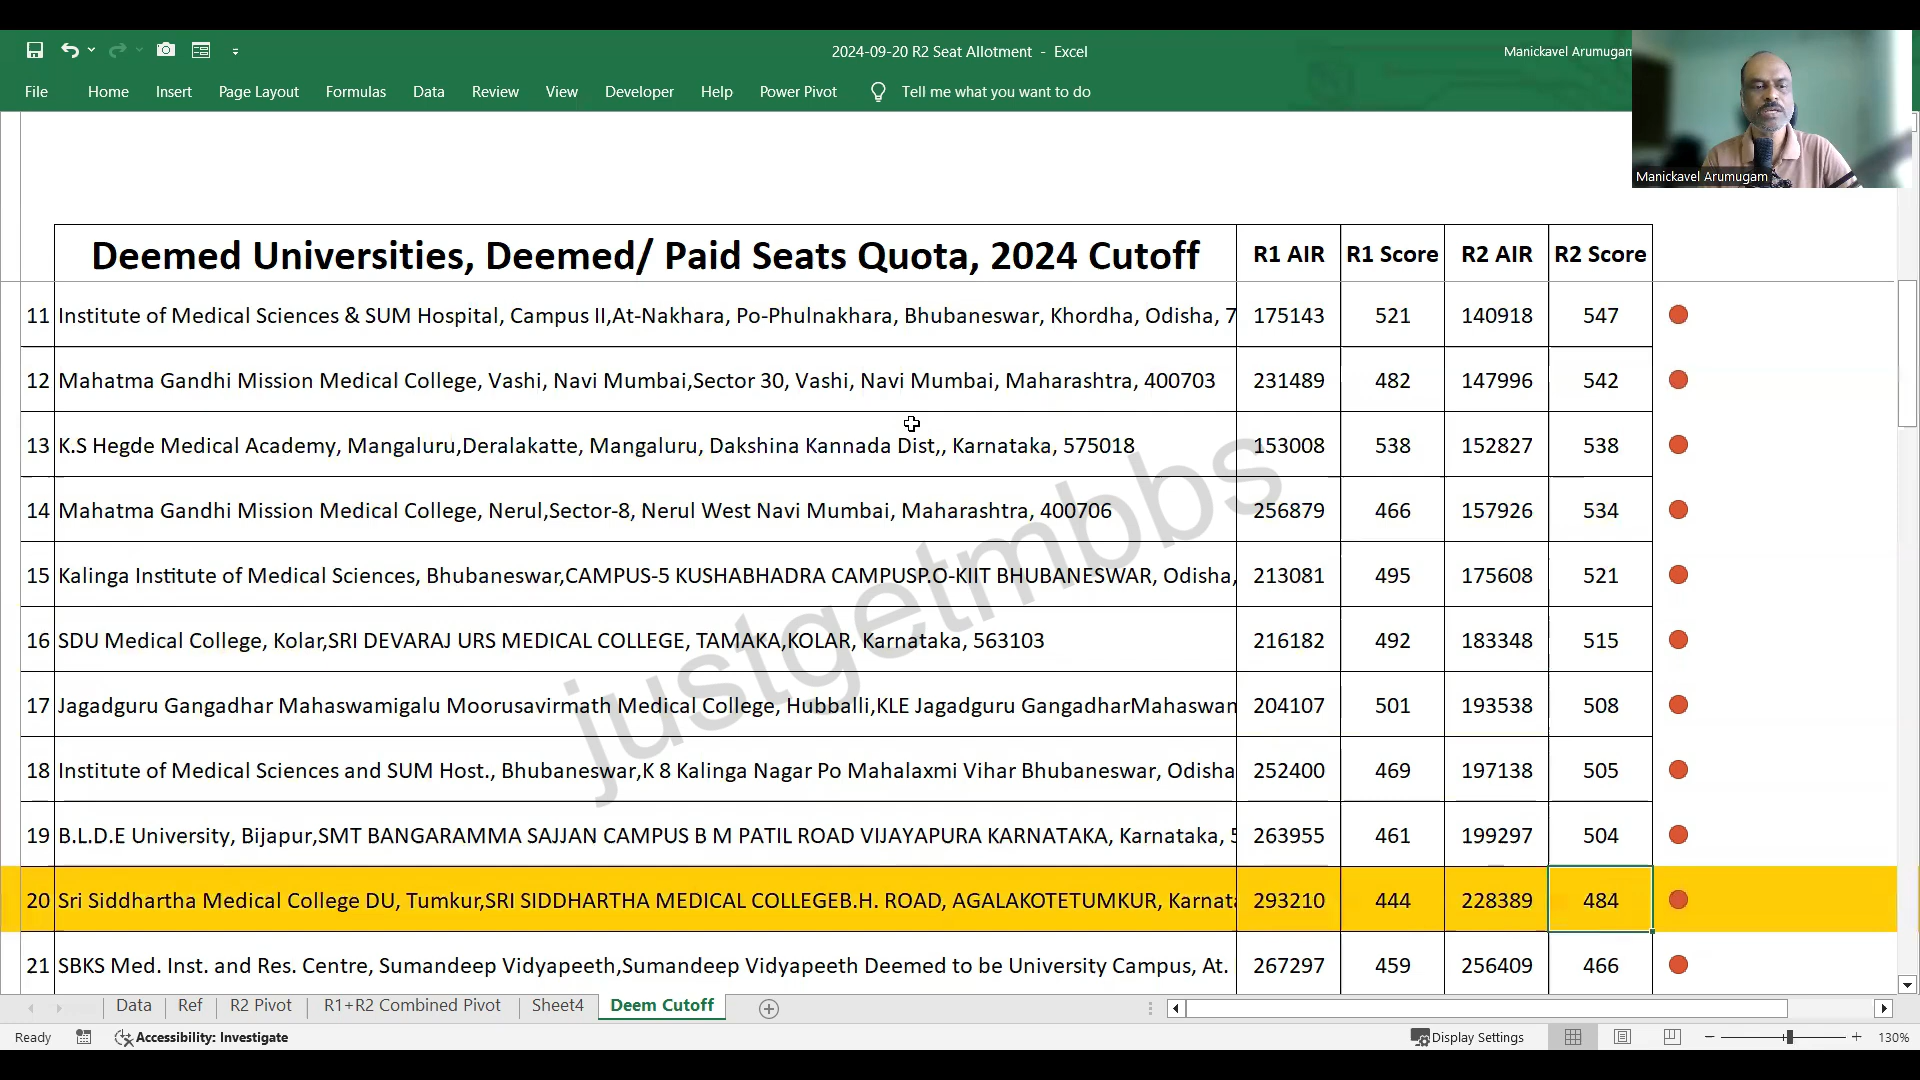 2024-09-20 R2 Seat Allotment - Excel
Manickavel Arumugam
File Home Insert Page Layout Formulas Data Review View Developer Help Power Pivot Tell me what you want to do
Manickavel Arumugam
Deemed Universities, Deemed/ Paid Seats Quota, 2024 Cutoff R1 AIR R1 Score R2 AIR R2 Score
11 Institute of Medical Sciences & SUM Hospital, Campus II,At-Nakhara, Po-Phulnakhara, Bhubaneswar, Khordha, Odisha, 7 175143 521 140918 547
12 Mahatma Gandhi Mission Medical College, Vashi, Navi Mumbai,Sector 30, Vashi, Navi Mumbai, Maharashtra, 400703 231489 482 147996 542
13 K.S Hegde Medical Academy, Mangaluru,Deralakatte, Mangaluru, Dakshina Kannada Dist,, Karnataka, 575018 153008 538 152827 538
14 Mahatma Gandhi Mission Medical College, Nerul,Sector-8, Nerul West Navi Mumbai, Maharashtra, 400706 256879 466 157926 534
15 Kalinga Institute of Medical Sciences, Bhubaneswar,CAMPUS-5 KUSHABHADRA CAMPUSP.O-KIIT BHUBANESWAR, Odisha, 213081 495 175608 521
16 SDU Medical College, Kolar,SRI DEVARAJ URS MEDICAL COLLEGE, TAMAKA,KOLAR, Karnataka, 563103 216182 492 183348 515
17 Jagadguru Gangadhar Mahaswamigalu Moorusavirmath Medical College, Hubballi,KLE Jagadguru GangadharMahaswam 204107 501 193538 508
18 Institute of Medical Sciences and SUM Host., Bhubaneswar,K 8 Kalinga Nagar Po Mahalaxmi Vihar Bhubaneswar, Odisha 252400 469 197138 505
19 B.L.D.E University, Bijapur,SMT BANGARAMMA SAJJAN CAMPUS B M PATIL ROAD VIJAYAPURA KARNATAKA, Karnataka, 5 263955 461 199297 504
20 Sri Siddhartha Medical College DU, Tumkur,SRI SIDDHARTHA MEDICAL COLLEGEB.H. ROAD, AGALAKOTETUMKUR, Karnata 293210 444 228389 484
21 SBKS Med. Inst. and Res. Centre, Sumandeep Vidyapeeth,Sumandeep Vidyapeeth Deemed to be University Campus, At. 267297 459 256409 466
justgetmbbs
Data Ref R2 Pivot R1+R2 Combined Pivot Sheet4 Deem Cutoff
Ready Accessibility: Investigate Display Settings 130%